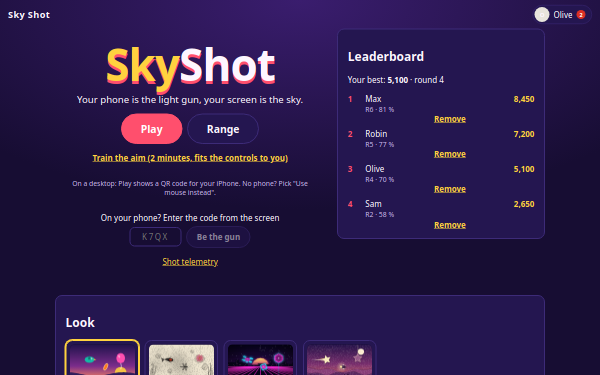 Sky Shot
Olive 2
SkyShot
Your phone is the light gun, your screen is the sky.
Play
Range
Train the aim (2 minutes, fits the controls to you)
On a desktop: Play shows a QR code for your iPhone. No phone? Pick "Use
mouse instead".
On your phone? Enter the code from the screen
K7QX
Be the gun
Shot telemetry
Leaderboard
Your best: 5,100 · round 4
1 Max 8,450
R6 · 81 %
Remove
2 Robin 7,200
R5 · 77 %
Remove
3 Olive 5,100
R4 · 70 %
Remove
4 Sam 2,650
R2 · 58 %
Remove
Look